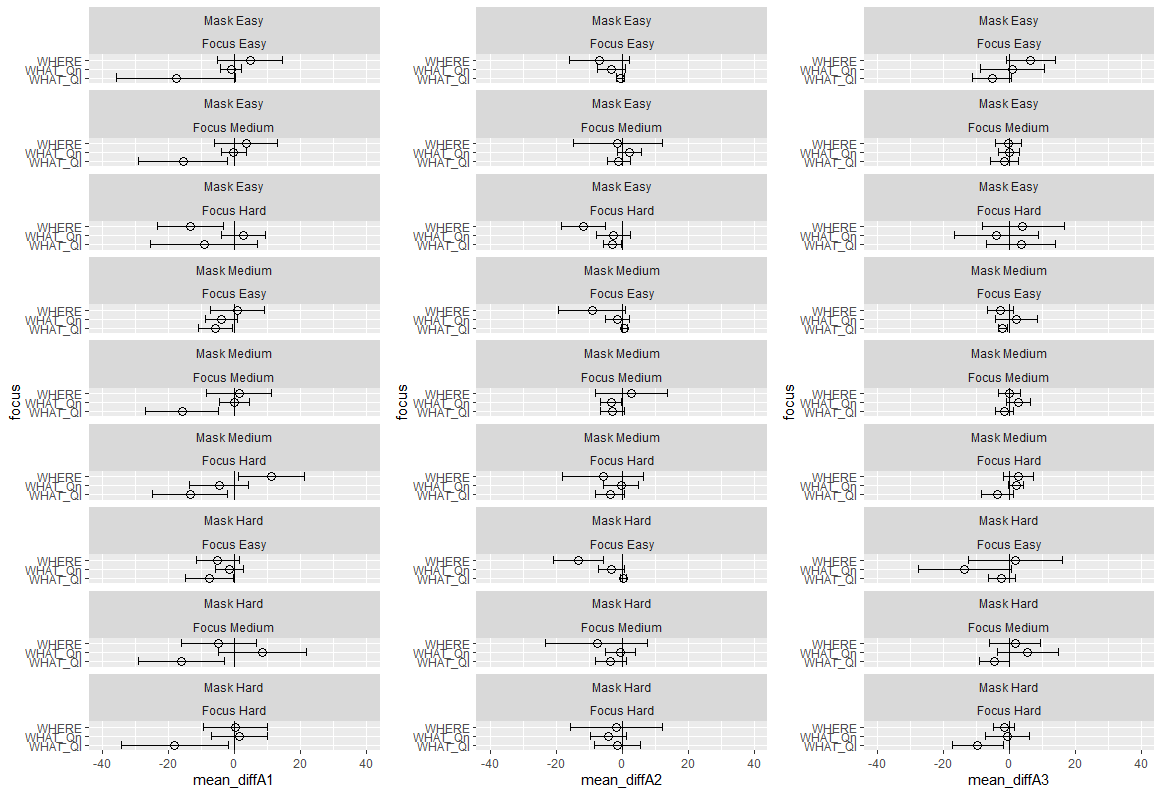 Mask Easy
Focus Easy
WHERE
WHAT_Qn
WHAT_Ql
Mask Easy
Focus Medium
WHERE
WHAT_Qn
WHAT_Ql
Mask Easy
Focus Hard
WHERE
WHAT_Qn
WHAT_Ql
Mask Medium
Focus Easy
WHERE
WHAT_Qn
WHAT_Ql
Mask Medium
Focus Medium
WHERE
WHAT_Qn
WHAT_Ql
Mask Medium
Focus Hard
WHERE
WHAT_Qn
WHAT_Ql
Mask Hard
Focus Easy
WHERE
WHAT_Qn
WHAT_Ql
Mask Hard
Focus Medium
WHERE
WHAT_Qn
WHAT_Ql
Mask Hard
Focus Hard
WHERE
WHAT_Qn
WHAT_Ql
focus
-40 -20 0 20 40
mean_diffA1
Mask Easy
Focus Easy
WHERE
WHAT_Qn
WHAT_Ql
Mask Easy
Focus Medium
WHERE
WHAT_Qn
WHAT_Ql
Mask Easy
Focus Hard
WHERE
WHAT_Qn
WHAT_Ql
Mask Medium
Focus Easy
WHERE
WHAT_Qn
WHAT_Ql
Mask Medium
Focus Medium
WHERE
WHAT_Qn
WHAT_Ql
Mask Medium
Focus Hard
WHERE
WHAT_Qn
WHAT_Ql
Mask Hard
Focus Easy
WHERE
WHAT_Qn
WHAT_Ql
Mask Hard
Focus Medium
WHERE
WHAT_Qn
WHAT_Ql
Mask Hard
Focus Hard
WHERE
WHAT_Qn
WHAT_Ql
focus
-40 -20 0 20 40
mean_diffA2
Mask Easy
Focus Easy
WHERE
WHAT_Qn
WHAT_Ql
Mask Easy
Focus Medium
WHERE
WHAT_Qn
WHAT_Ql
Mask Easy
Focus Hard
WHERE
WHAT_Qn
WHAT_Ql
Mask Medium
Focus Easy
WHERE
WHAT_Qn
WHAT_Ql
Mask Medium
Focus Medium
WHERE
WHAT_Qn
WHAT_Ql
Mask Medium
Focus Hard
WHERE
WHAT_Qn
WHAT_Ql
Mask Hard
Focus Easy
WHERE
WHAT_Qn
WHAT_Ql
Mask Hard
Focus Medium
WHERE
WHAT_Qn
WHAT_Ql
Mask Hard
Focus Hard
WHERE
WHAT_Qn
WHAT_Ql
focus
-40 -20 0 20 40
mean_diffA3